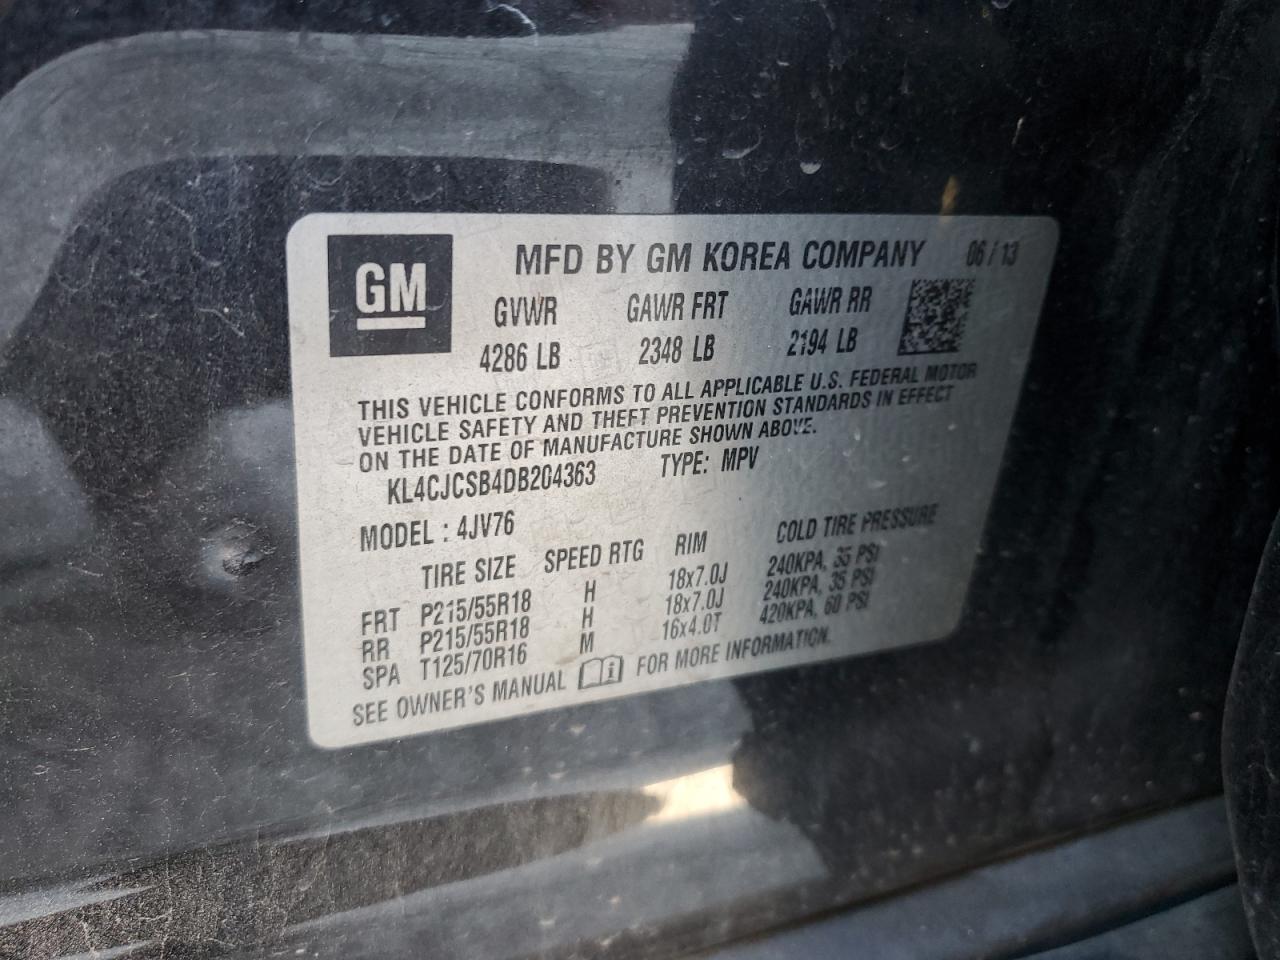 GM
MFD BY GM KOREA COMPANY 06 / 13
GVWR GAWR FRT GAWR RR
4286 LB 2348 LB 2194 LB
THIS VEHICLE CONFORMS TO ALL APPLICABLE U.S. FEDERAL MOTOR
VEHICLE SAFETY AND THEFT PREVENTION STANDARDS IN EFFECT
ON THE DATE OF MANUFACTURE SHOWN ABOVE.
KL4CJCSB4DB204363 TYPE: MPV
MODEL : 4JV76
TIRE SIZE SPEED RTG RIM COLD TIRE PRESSURE
FRT P215/55R18 H 18x7.0J 240KPA, 35 PSI
RR P215/55R18 H 18x7.0J 240KPA, 35 PSI
SPA T125/70R16 M 16x4.0T 420KPA, 60 PSI
SEE OWNER'S MANUAL i FOR MORE INFORMATION.